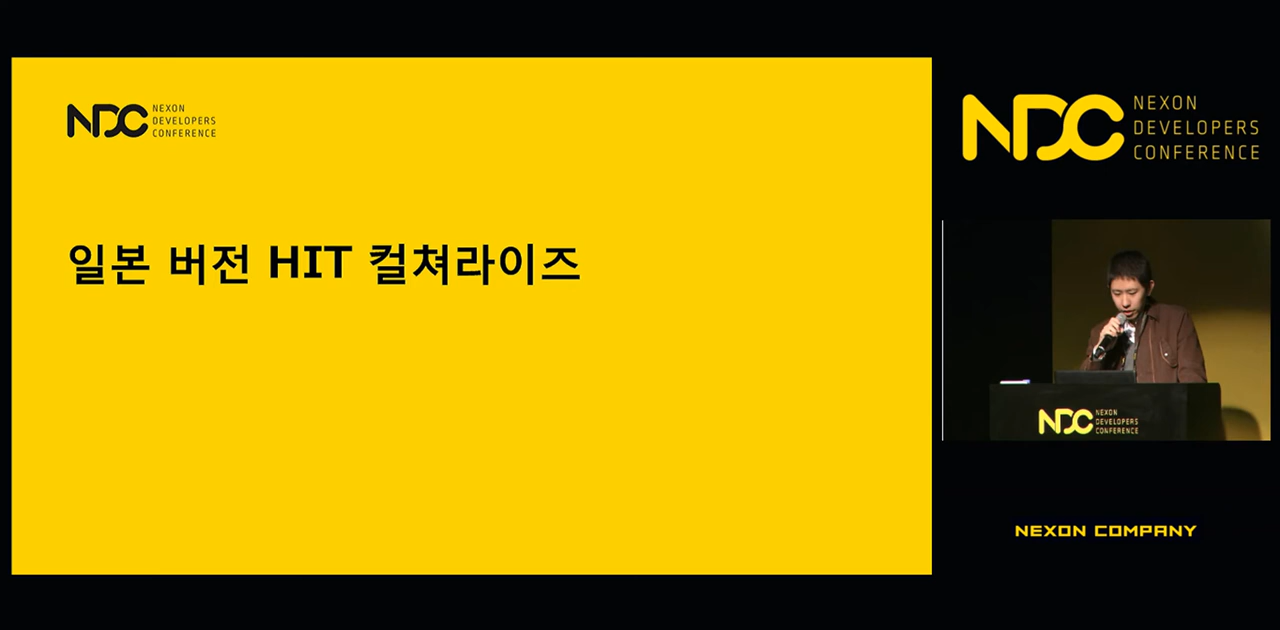 NDC NEXON
DEVELOPERS
CONFERENCE
일본 버전 HIT 컬쳐라이즈
NDC NEXON
DEVELOPERS
CONFERENCE
NDC NEXON
DEVELOPERS
CONFERENCE
NEXON COMPANY